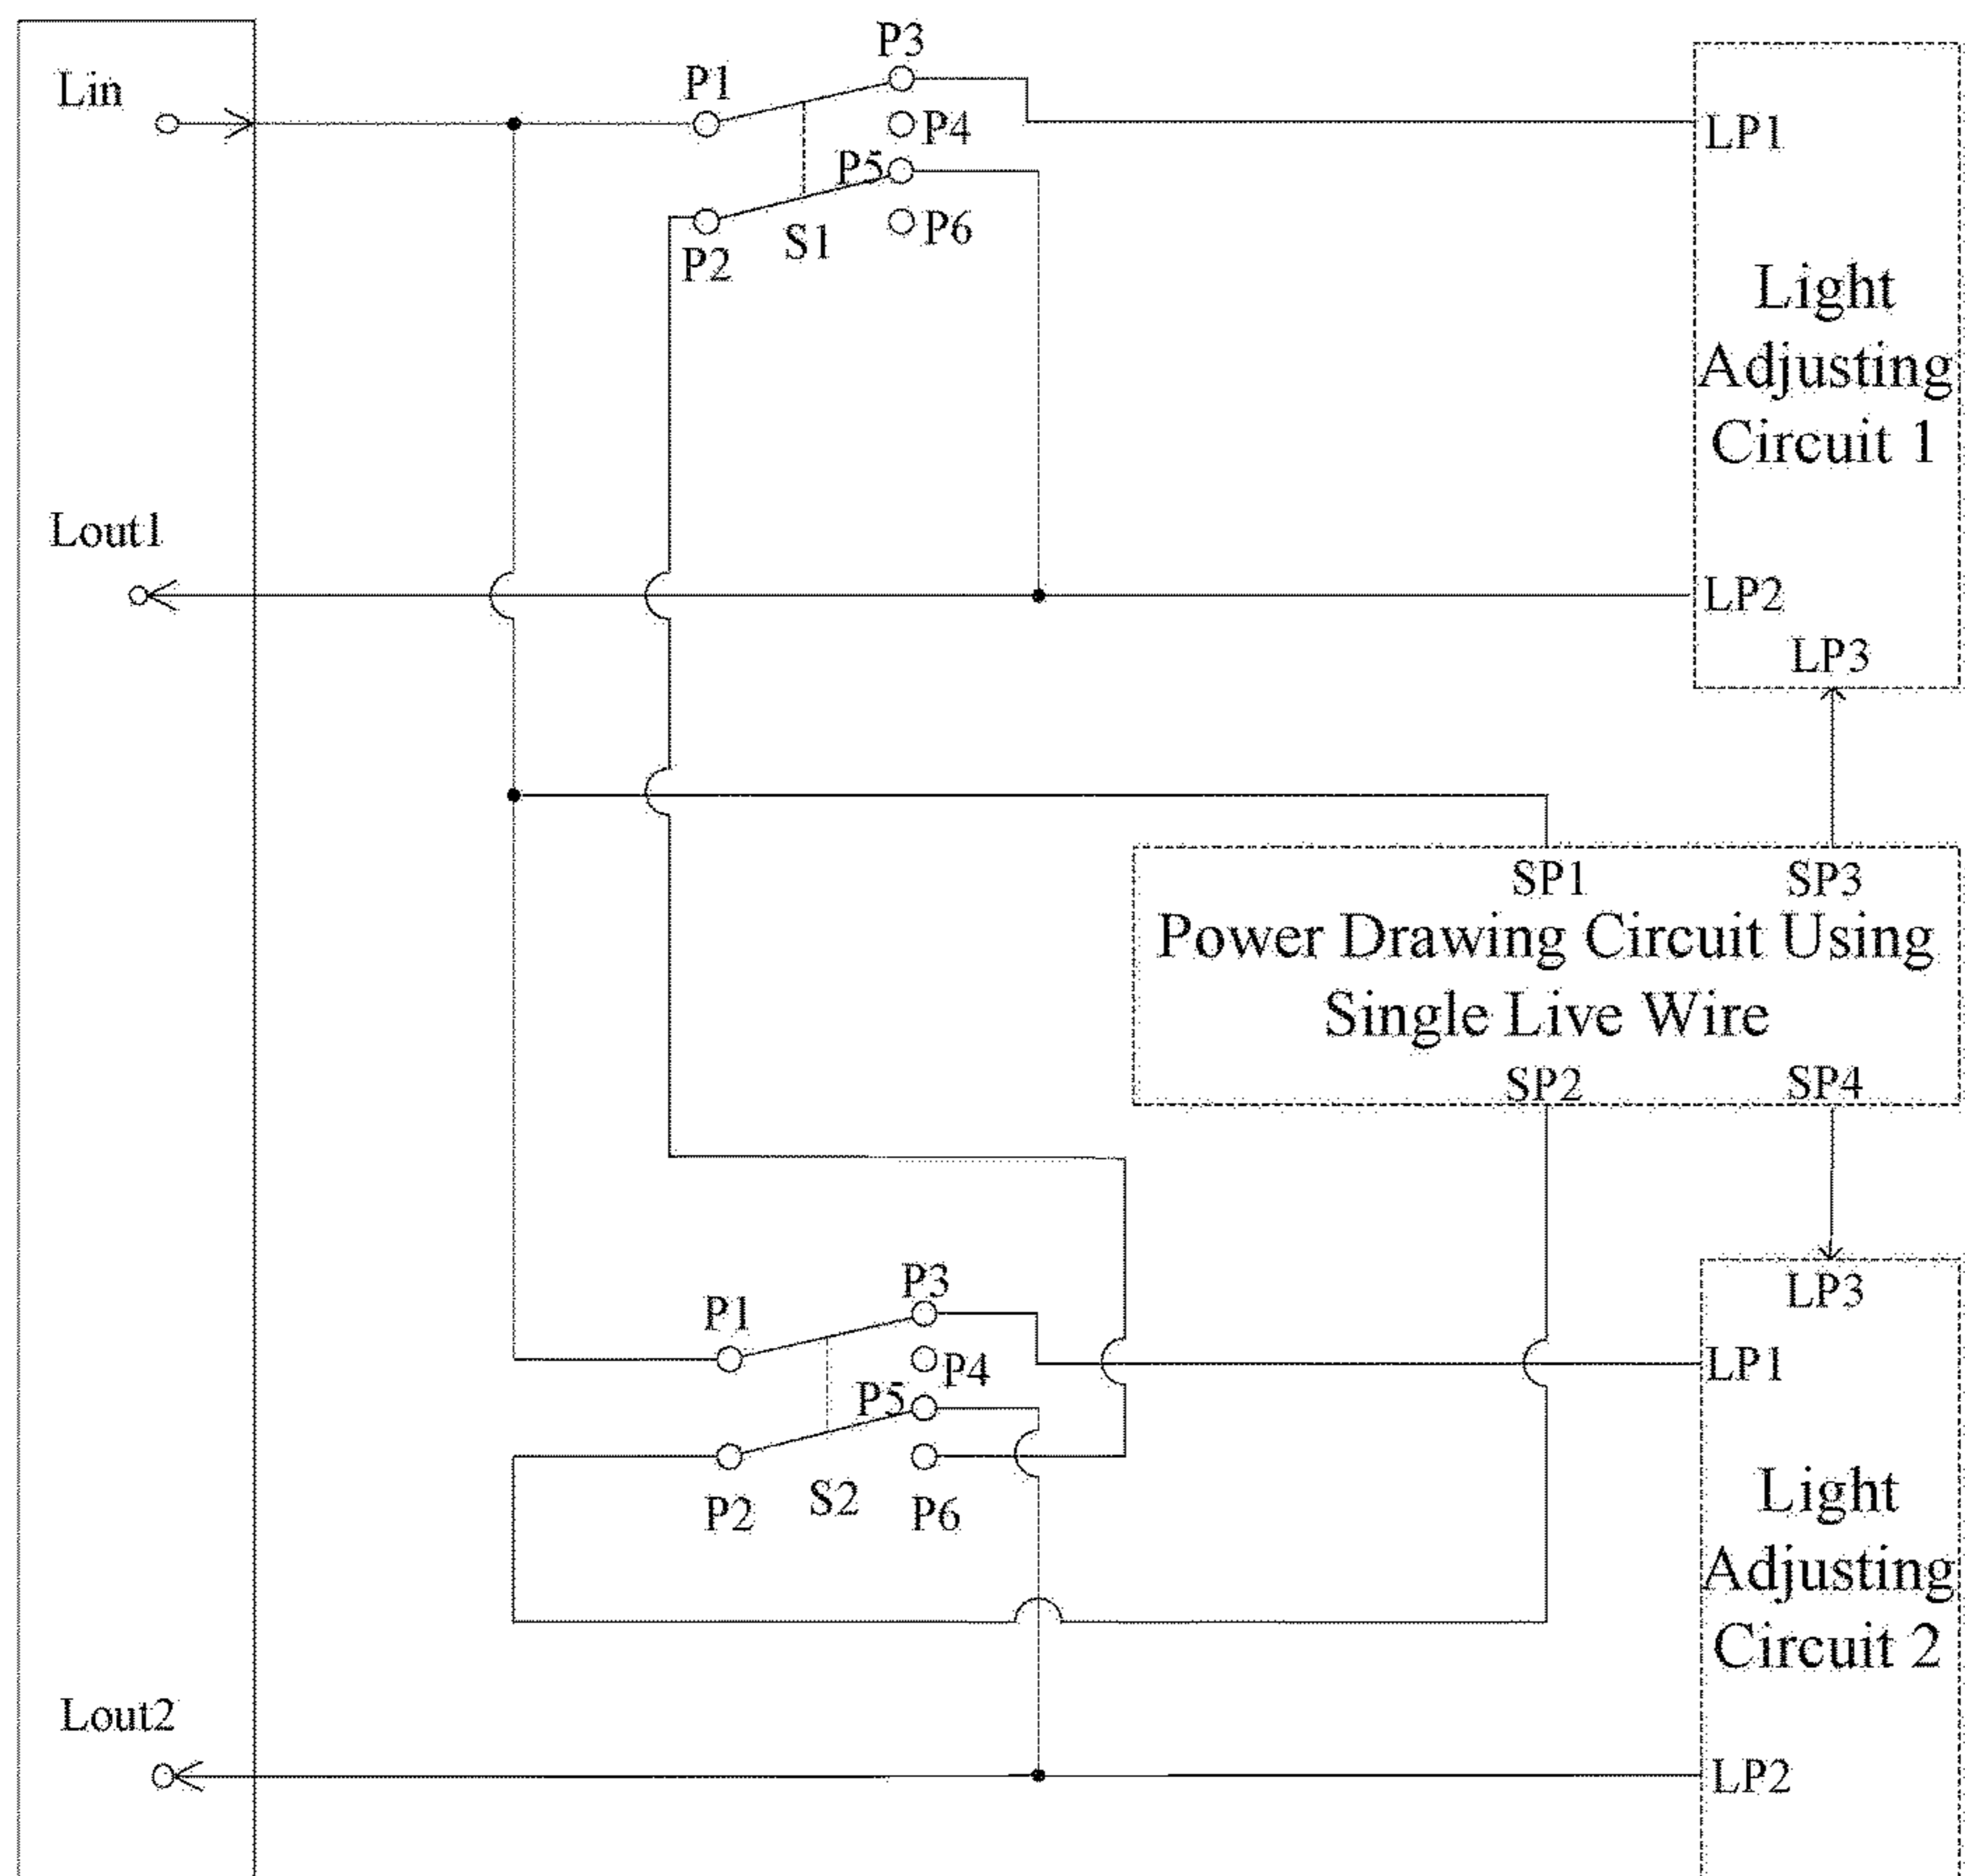 Lin
P1
P3
P4
P5
P2
S1
P6
LP1
Light
Adjusting
Circuit 1
Lout1
LP2
LP3
SP1
SP3
Power Drawing Circuit Using
Single Live Wire
SP2
SP4
P1
P3
P4
P5
P2
S2
P6
LP3
LP1
Light
Adjusting
Circuit 2
Lout2
LP2